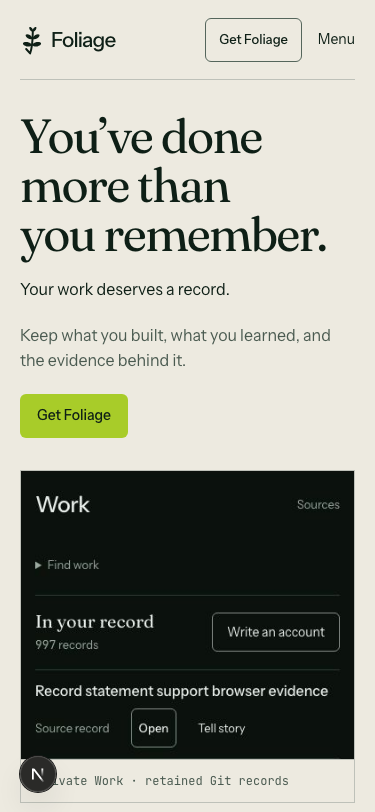 Foliage
Get Foliage
Menu
You’ve done
more than
you remember.
Your work deserves a record.
Keep what you built, what you learned, and
the evidence behind it.
Get Foliage
Work
Sources
Find work
In your record
997 records
Write an account
Record statement support browser evidence
Source record
Open
Tell story
N
· retained Git records